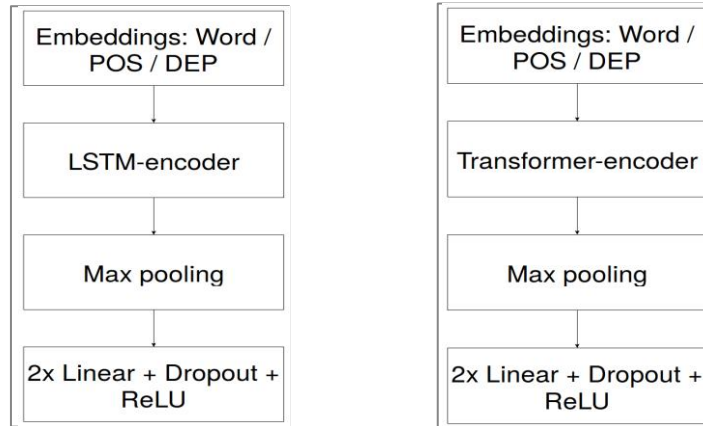 Embeddings: Word /
POS / DEP
LSTM-encoder
Max pooling
2x Linear + Dropout +
ReLU
Embeddings: Word /
POS / DEP
Transformer-encoder
Max pooling
2x Linear + Dropout +
ReLU